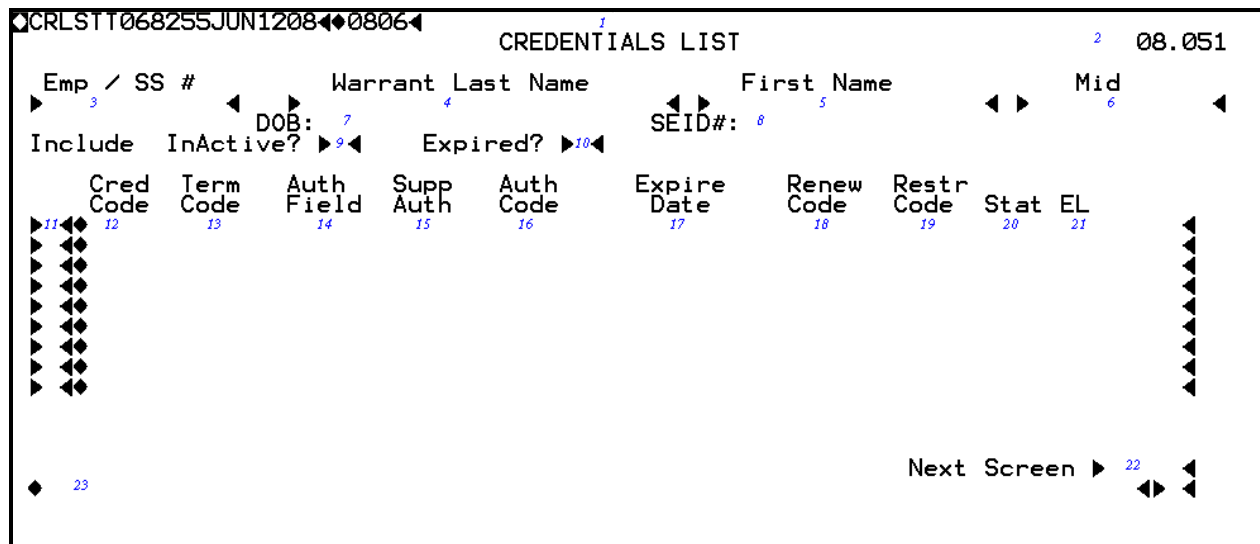 CRLSTT068255JUN1208 0806
1
CREDENTIALS LIST 2 08.051
Emp / SS # Warrant Last Name First Name Mid
3 4 5 6
DOB: 7 SEID#: 8
Include InActive? 9 Expired? 10
Cred Term Auth Supp Auth Expire Renew Restr
Code Code Field Auth Code Date Code Code Stat EL
11 12 13 14 15 16 17 18 19 20 21
Next Screen 22
23